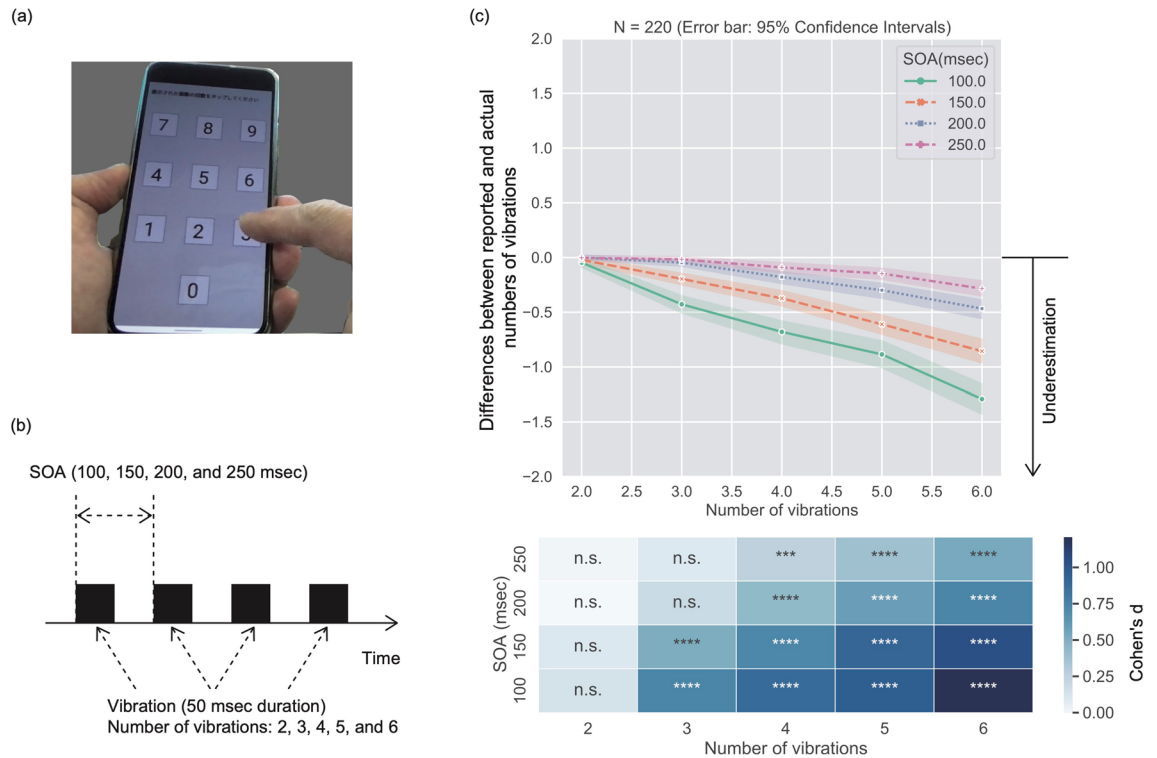 (a)
7 8 9
4 5 6
1 2
0
(b)
SOA (100, 150, 200, and 250 msec)
Time
Vibration (50 msec duration)
Number of vibrations: 2, 3, 4, 5, and 6
(c)
N = 220 (Error bar: 95% Confidence Intervals)
SOA(msec)
100.0
150.0
200.0
250.0
Differences between reported and actual
numbers of vibrations
2.0
1.5
1.0
0.5
0.0
−0.5
−1.0
−1.5
−2.0
2.0 2.5 3.0 3.5 4.0 4.5 5.0 5.5 6.0
Number of vibrations
Underestimation
SOA (msec)
250 n.s. n.s. *** **** ****
200 n.s. n.s. **** **** ****
150 n.s. **** **** **** ****
100 n.s. **** **** **** ****
2 3 4 5 6
Number of vibrations
1.00
0.75
0.50
0.25
0.00
Cohen's d